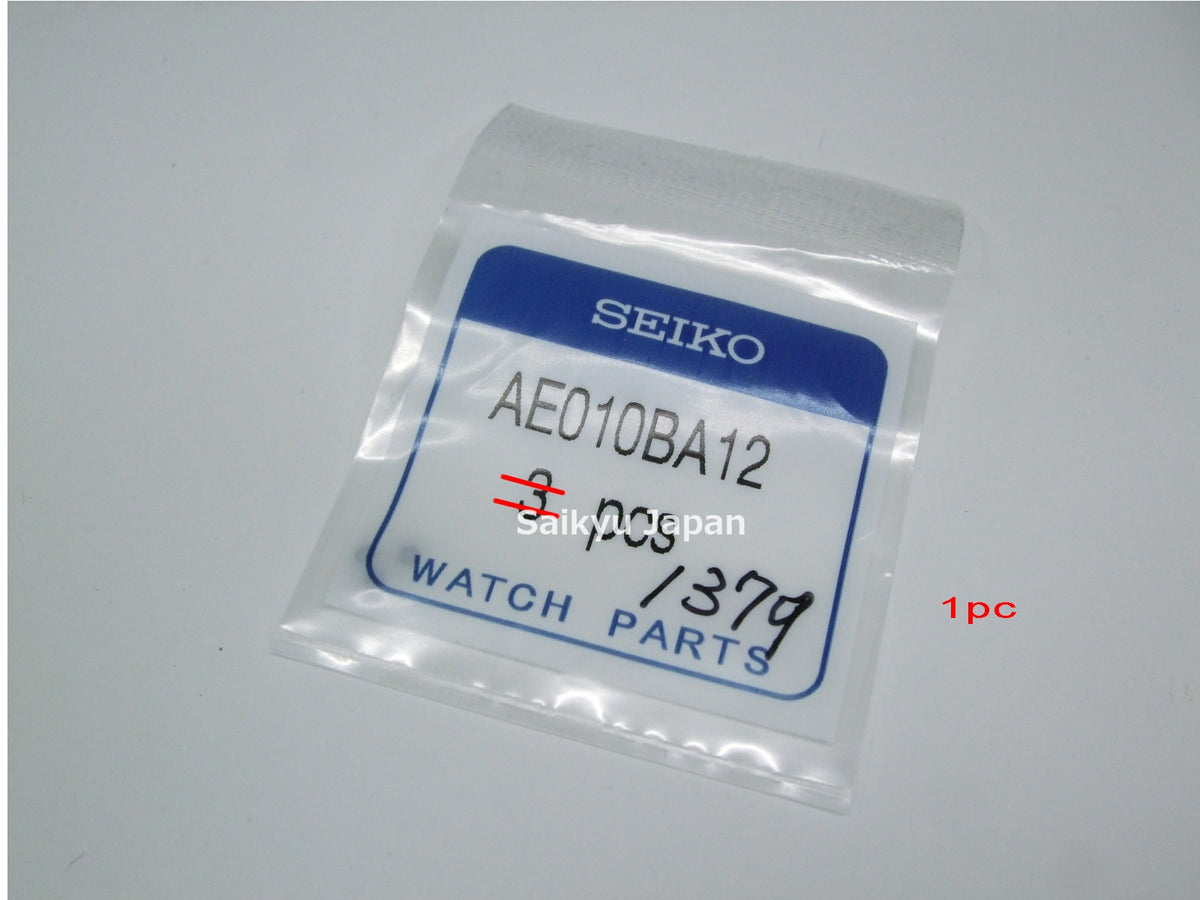 SEIKO
AE010BA12
3 pcs
Saikyu Japan
1379
WATCH PARTS
1pc